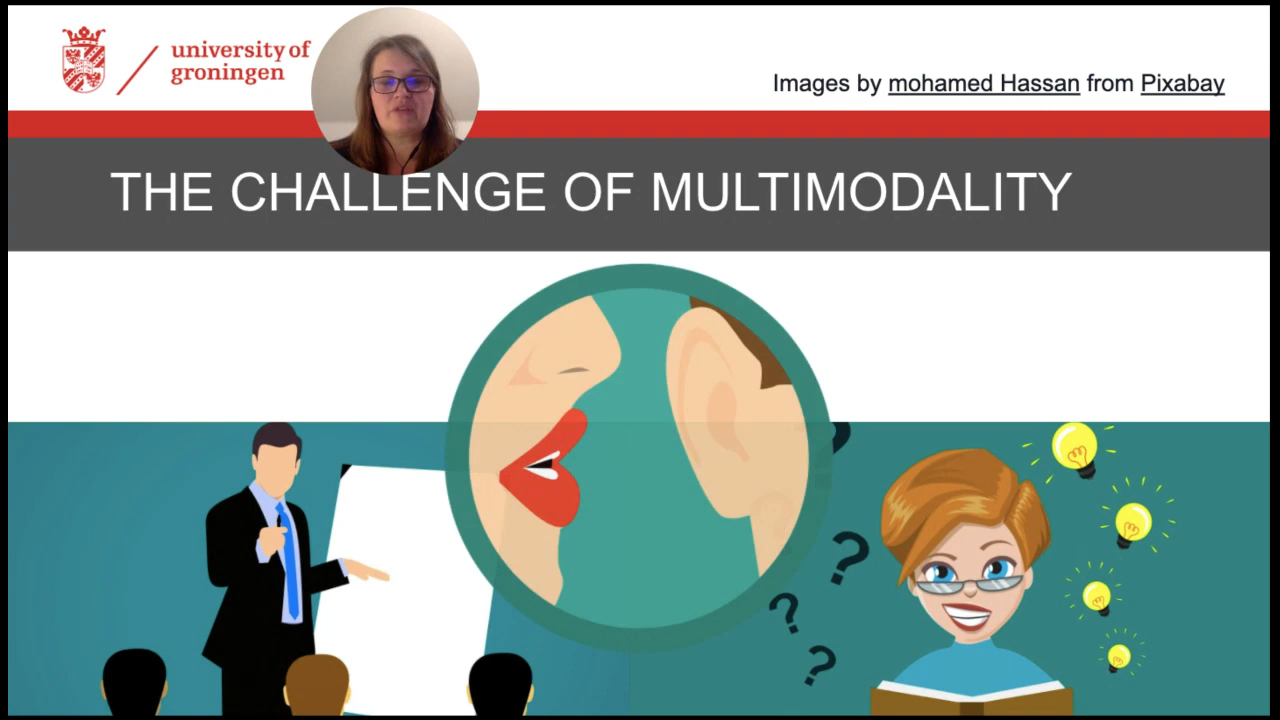 university of
groningen
Images by mohamed Hassan from Pixabay
THE CHALLENGE OF MULTIMODALITY
?
?
?
?